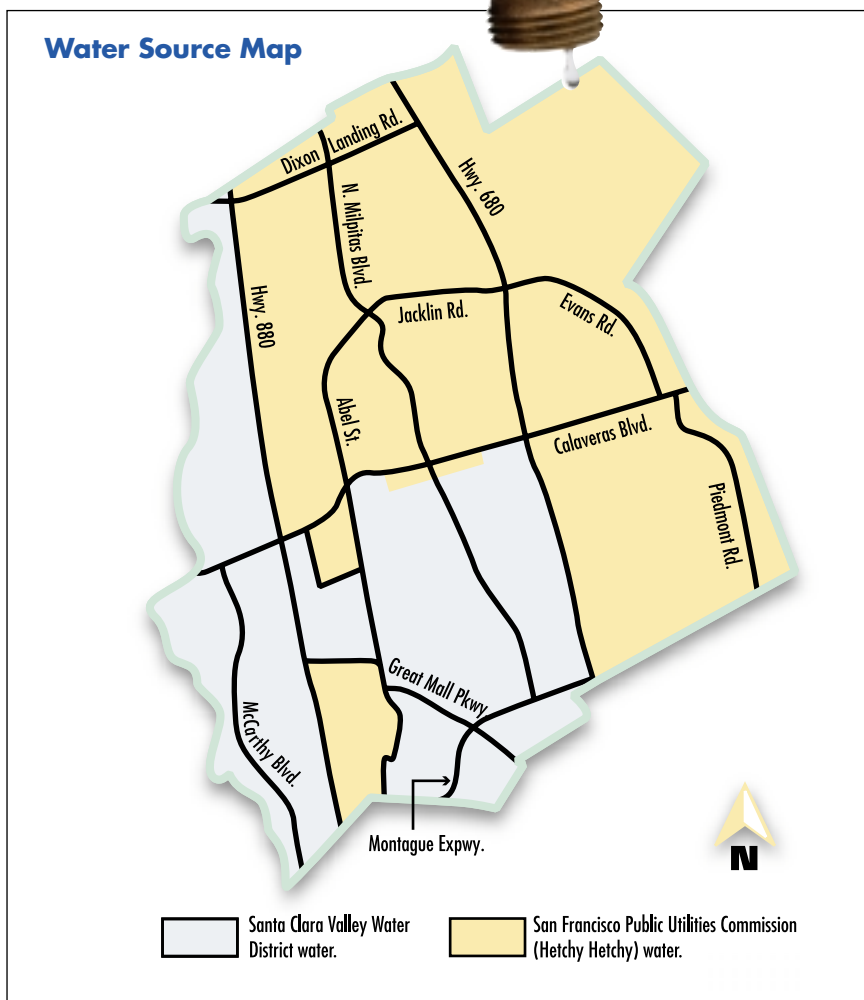 Water Source Map
Dixon Landing Rd.
Hwy. 680
N. Milpitas Blvd.
Hwy. 880
Jacklin Rd.
Evans Rd.
Abel St.
Calaveras Blvd.
Piedmont Rd.
Great Mall Pkwy.
McCarthy Blvd.
Montague Expwy.
N
Santa Clara Valley Water
District water.
San Francisco Public Utilities Commission
(Hetchy Hetchy) water.